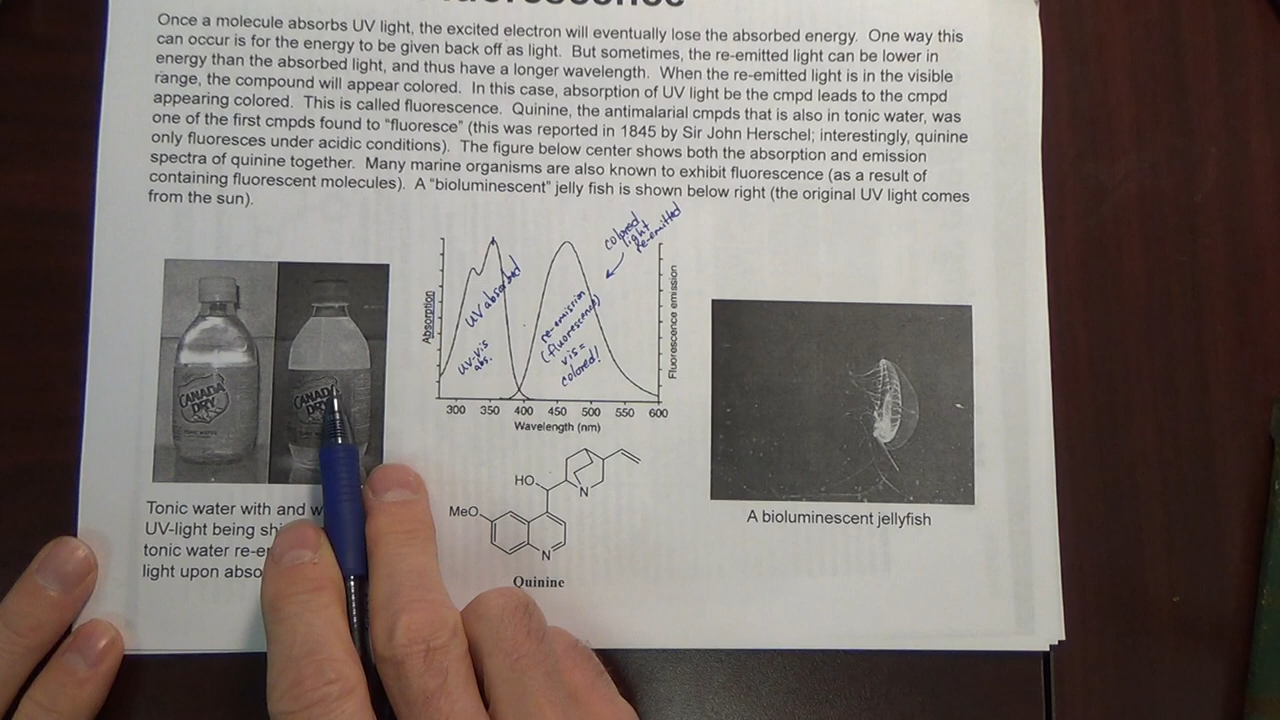 Once a molecule absorbs UV light, the excited electron will eventually lose the absorbed energy. One way this
can occur is for the energy to be given back off as light. But sometimes, the re-emitted light can be lower in
energy than the absorbed light, and thus have a longer wavelength. When the re-emitted light is in the visible
range, the compound will appear colored. In this case, absorption of UV light be the cmpd leads to the cmpd
appearing colored. This is called fluorescence. Quinine, the antimalarial cmpds that is also in tonic water, was
one of the first cmpds found to "fluoresce" (this was reported in 1845 by Sir John Herschel; interestingly, quinine
only fluoresces under acidic conditions). The figure below center shows both the absorption and emission
spectra of quinine together. Many marine organisms are also known to exhibit fluorescence (as a result of
containing fluorescent molecules). A "bioluminescent" jelly fish is shown below right (the original UV light comes
from the sun).
CANADA
DRY
TONIC WATER
CANADA
DRY
Absorption
UV absorbed
UV-vis
abs.
re-emission
(fluorescence)
vis=
colored!
colored
light
re-emitted
Fluorescence emission
300 350 400 450 500 550 600
Wavelength (nm)
HO
N
MeO
N
Quinine
Tonic water with and w
UV-light being sh
tonic water re-e
light upon abso
A bioluminescent jellyfish